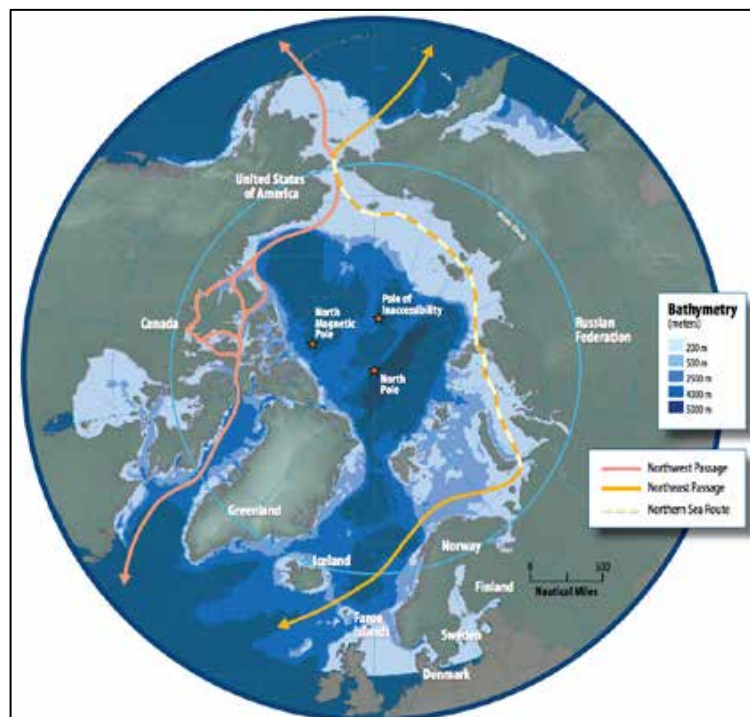 United States
of America
Arctic Circle
Pole of
Inaccessibility
Canada
North
Magnetic
Pole
Russian
Federation
North
Pole
Greenland
Iceland
Norway
Finland
Faroe
Islands
Sweden
Denmark
0 500
Nautical Miles
Bathymetry
(meters)
200 m
500 m
2500 m
4000 m
5000 m
Northwest Passage
Northeast Passage
Northern Sea Route